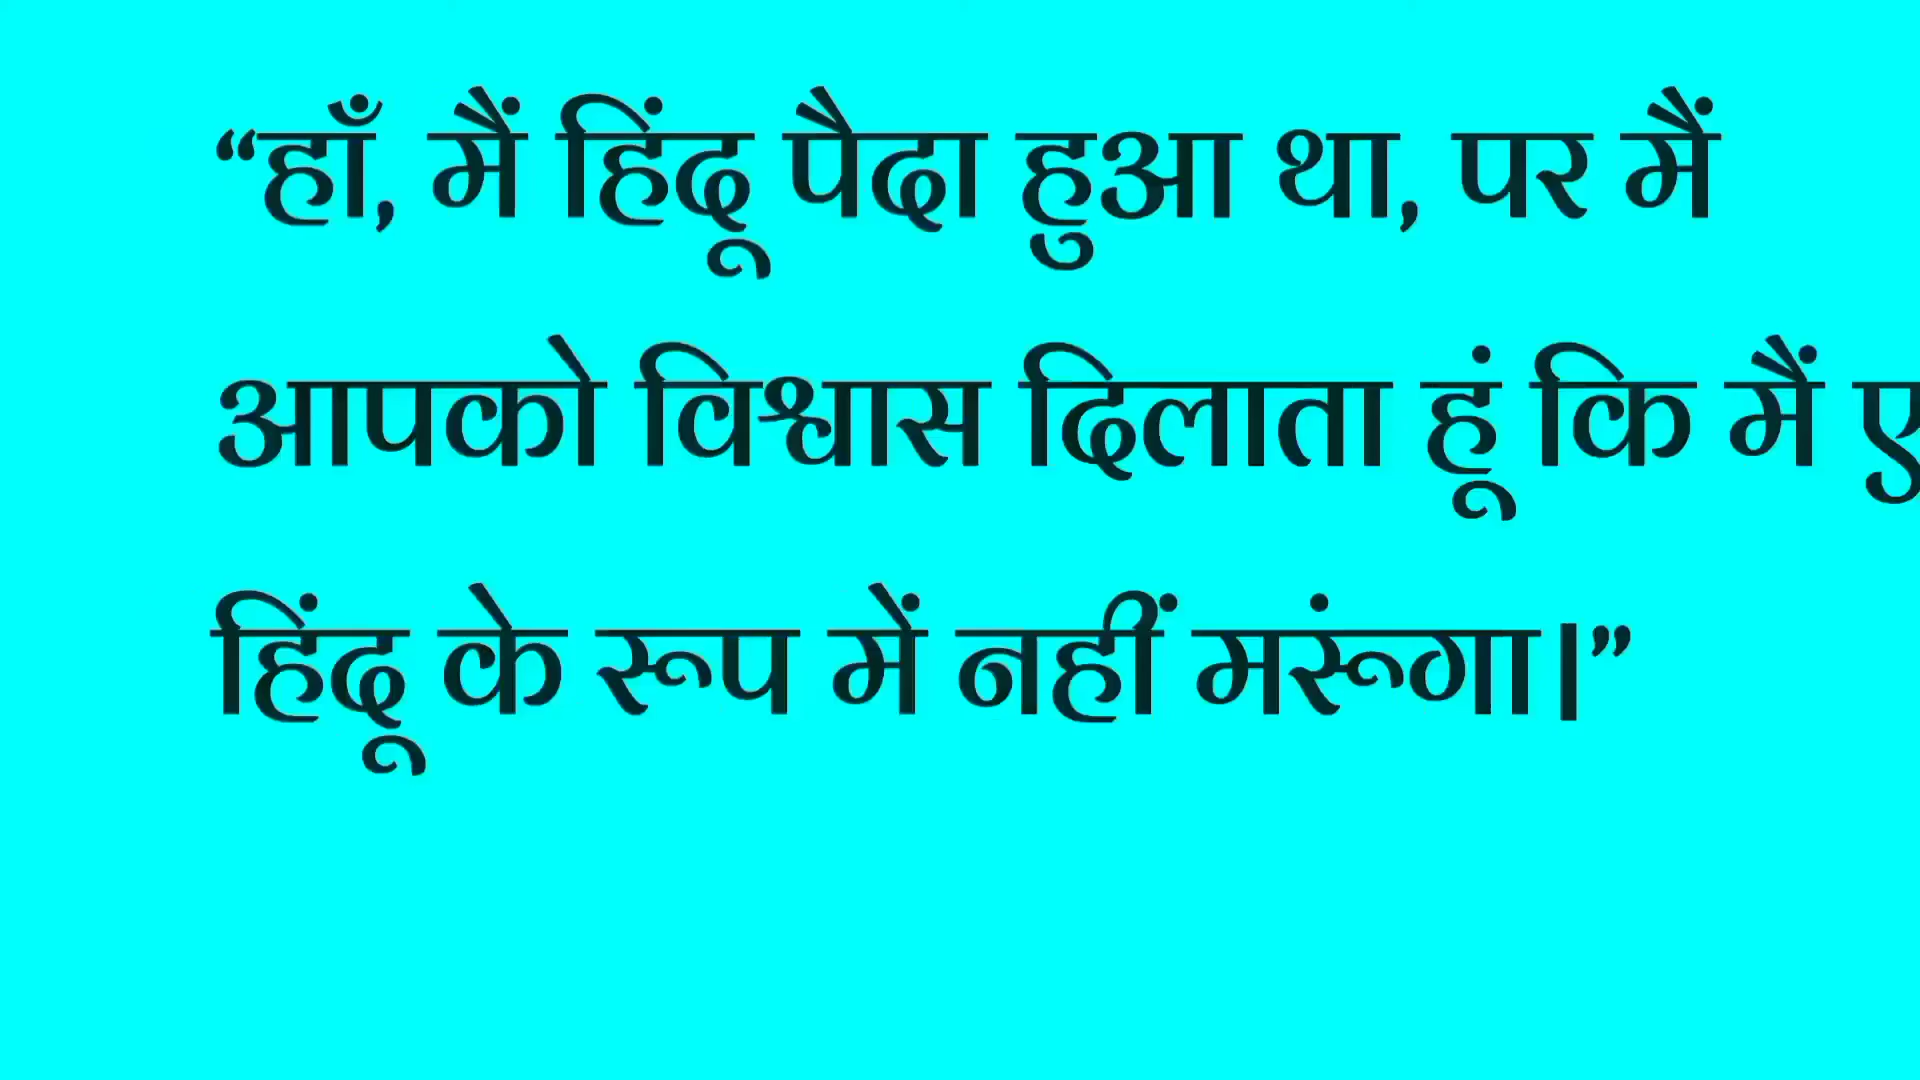 “हाँ, मैं हिंदू पैदा हुआ था, पर मैं
आपको विश्वास दिलाता हूं कि मैं ए
हिंदू के रूप में नहीं मरूंगा।”